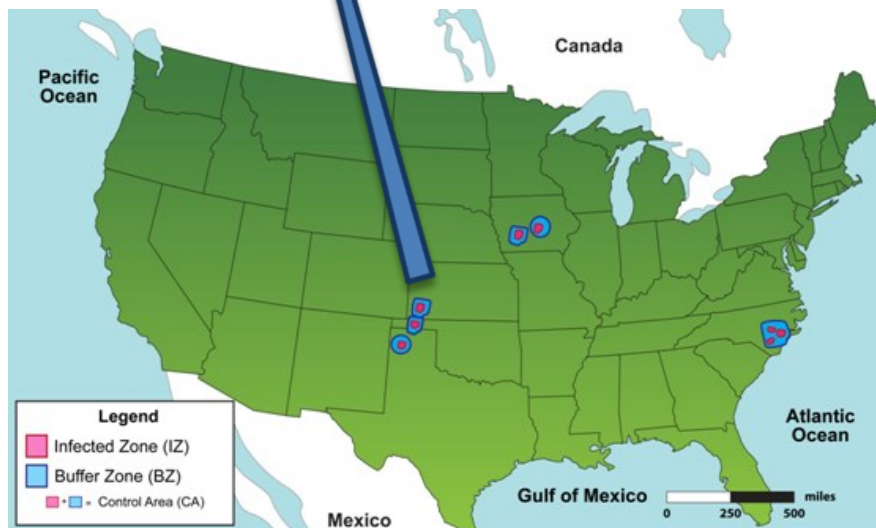 Canada
Pacific
Ocean
Legend
Infected Zone (IZ)
Buffer Zone (BZ)
+ = Control Area (CA)
Atlantic
Ocean
Gulf of Mexico
miles
0 250 500
Mexico